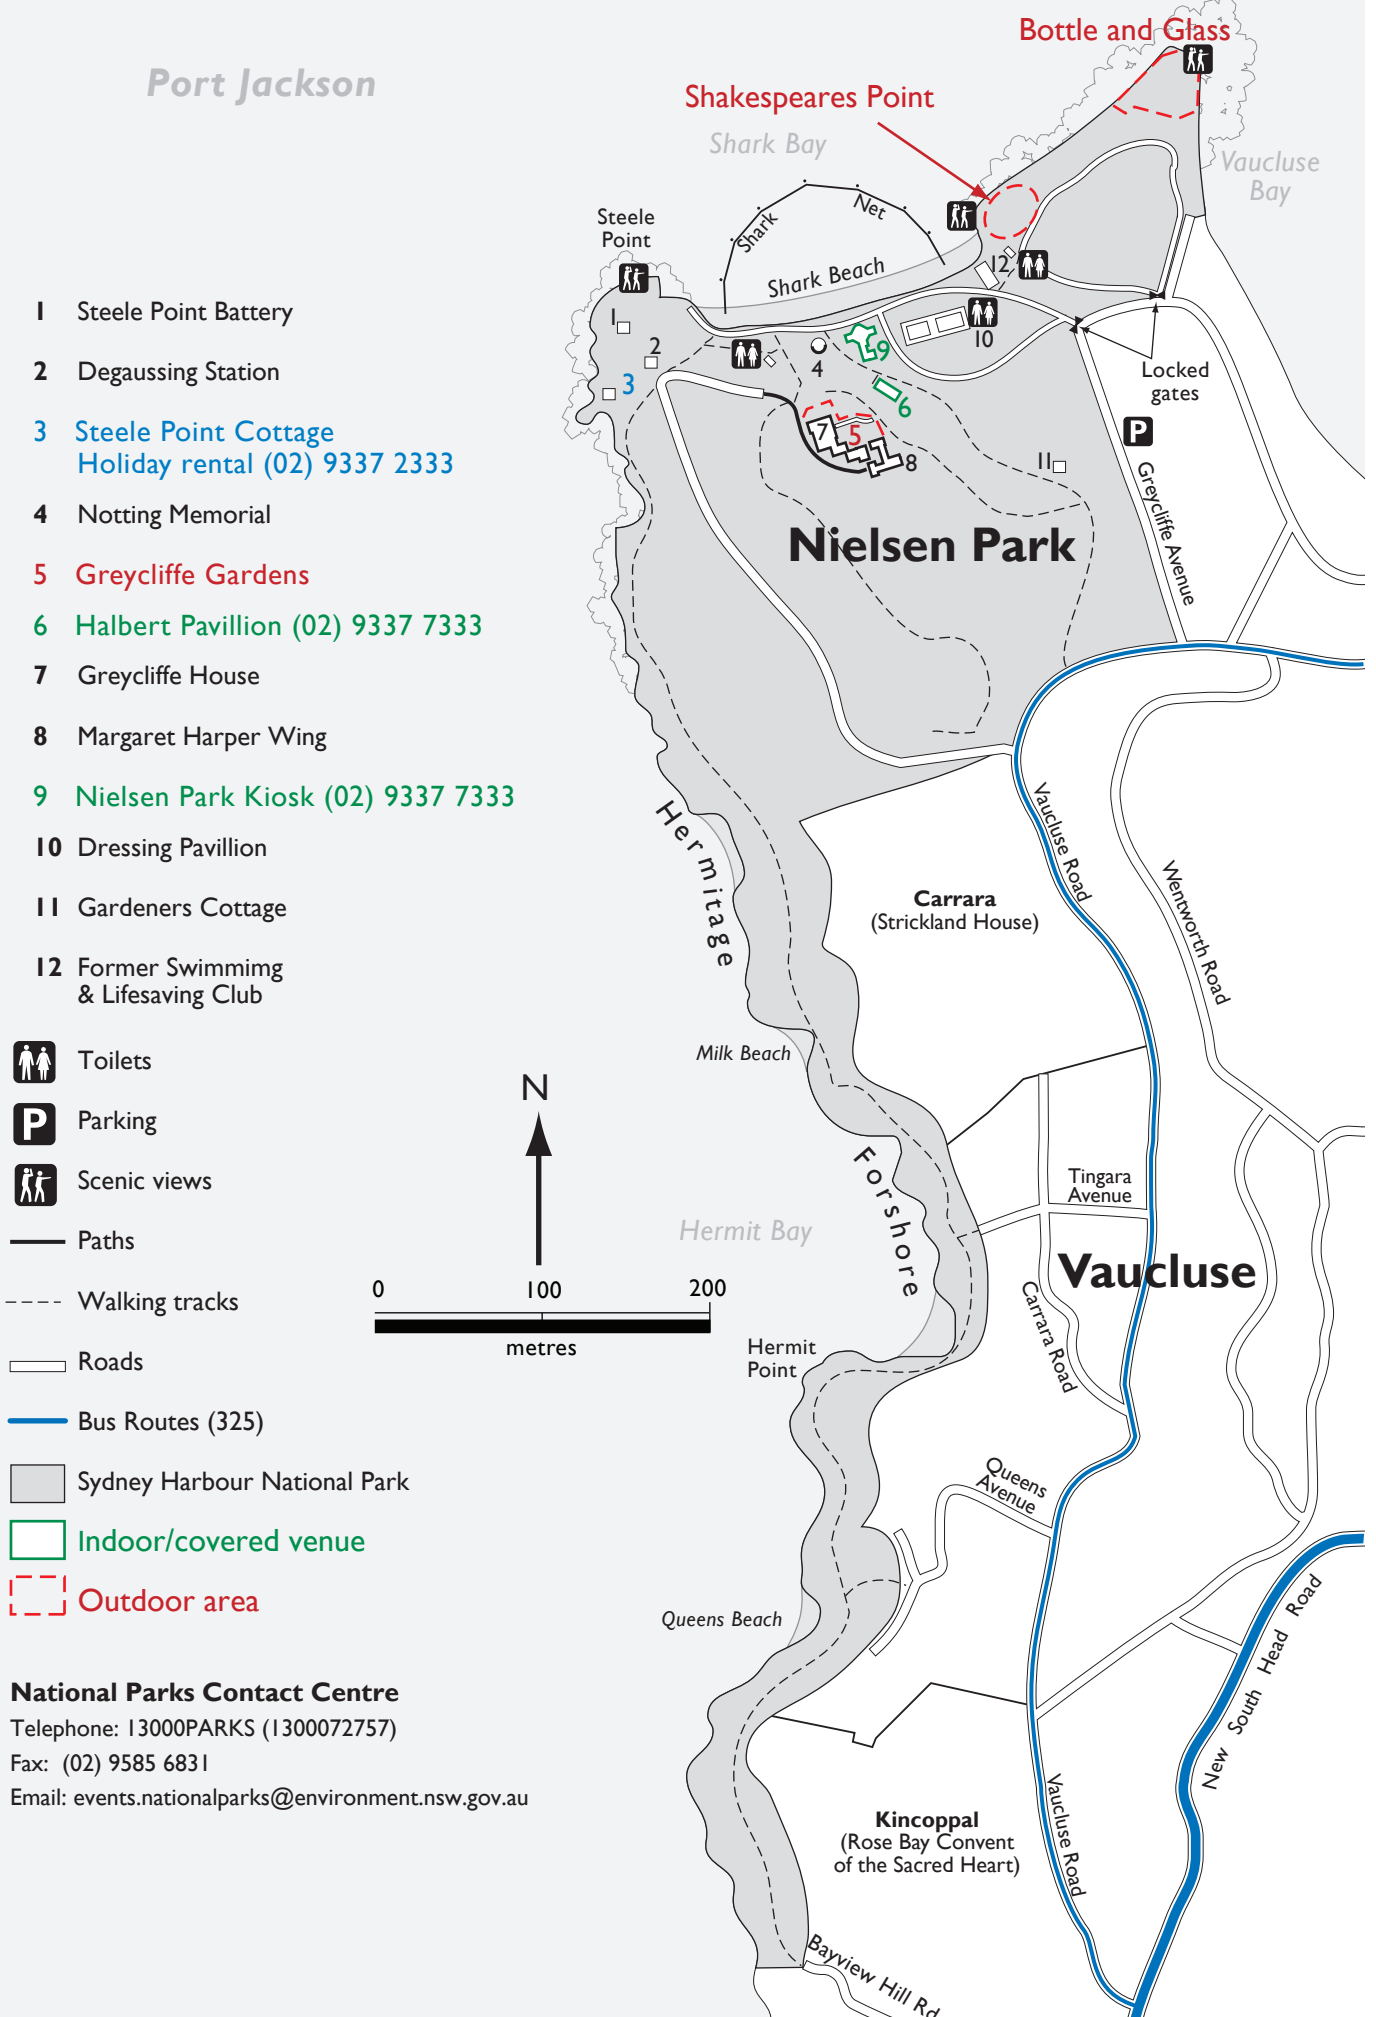 Bottle and Glass
Port Jackson
Shakespeares Point
Shark Bay
Vaucluse
Bay
Steele
Point
Shark
Net
Shark Beach
12
1
2
3
4
9
10
6
7
5
8
11
Locked
gates
P
Greycliffe Avenue
Nielsen Park
1 Steele Point Battery
2 Degaussing Station
3 Steele Point Cottage
Holiday rental (02) 9337 2333
4 Notting Memorial
5 Greycliffe Gardens
6 Halbert Pavillion (02) 9337 7333
7 Greycliffe House
8 Margaret Harper Wing
9 Nielsen Park Kiosk (02) 9337 7333
10 Dressing Pavillion
11 Gardeners Cottage
12 Former Swimmimg
& Lifesaving Club
Toilets
P Parking
Scenic views
Paths
Walking tracks
Roads
Bus Routes (325)
Sydney Harbour National Park
Indoor/covered venue
Outdoor area
N
0 100 200
metres
Hermitage
Forshore
Vaucluse Road
Wentworth Road
Carrara
(Strickland House)
Milk Beach
Hermit Bay
Tingara
Avenue
Vaucluse
Carrara Road
Hermit
Point
Queens
Avenue
Queens Beach
New South Head Road
Kincoppal
(Rose Bay Convent
of the Sacred Heart)
Vaucluse Road
Bayview Hill Rd
National Parks Contact Centre
Telephone: 13000PARKS (1300072757)
Fax: (02) 9585 6831
Email: events.nationalparks@environment.nsw.gov.au